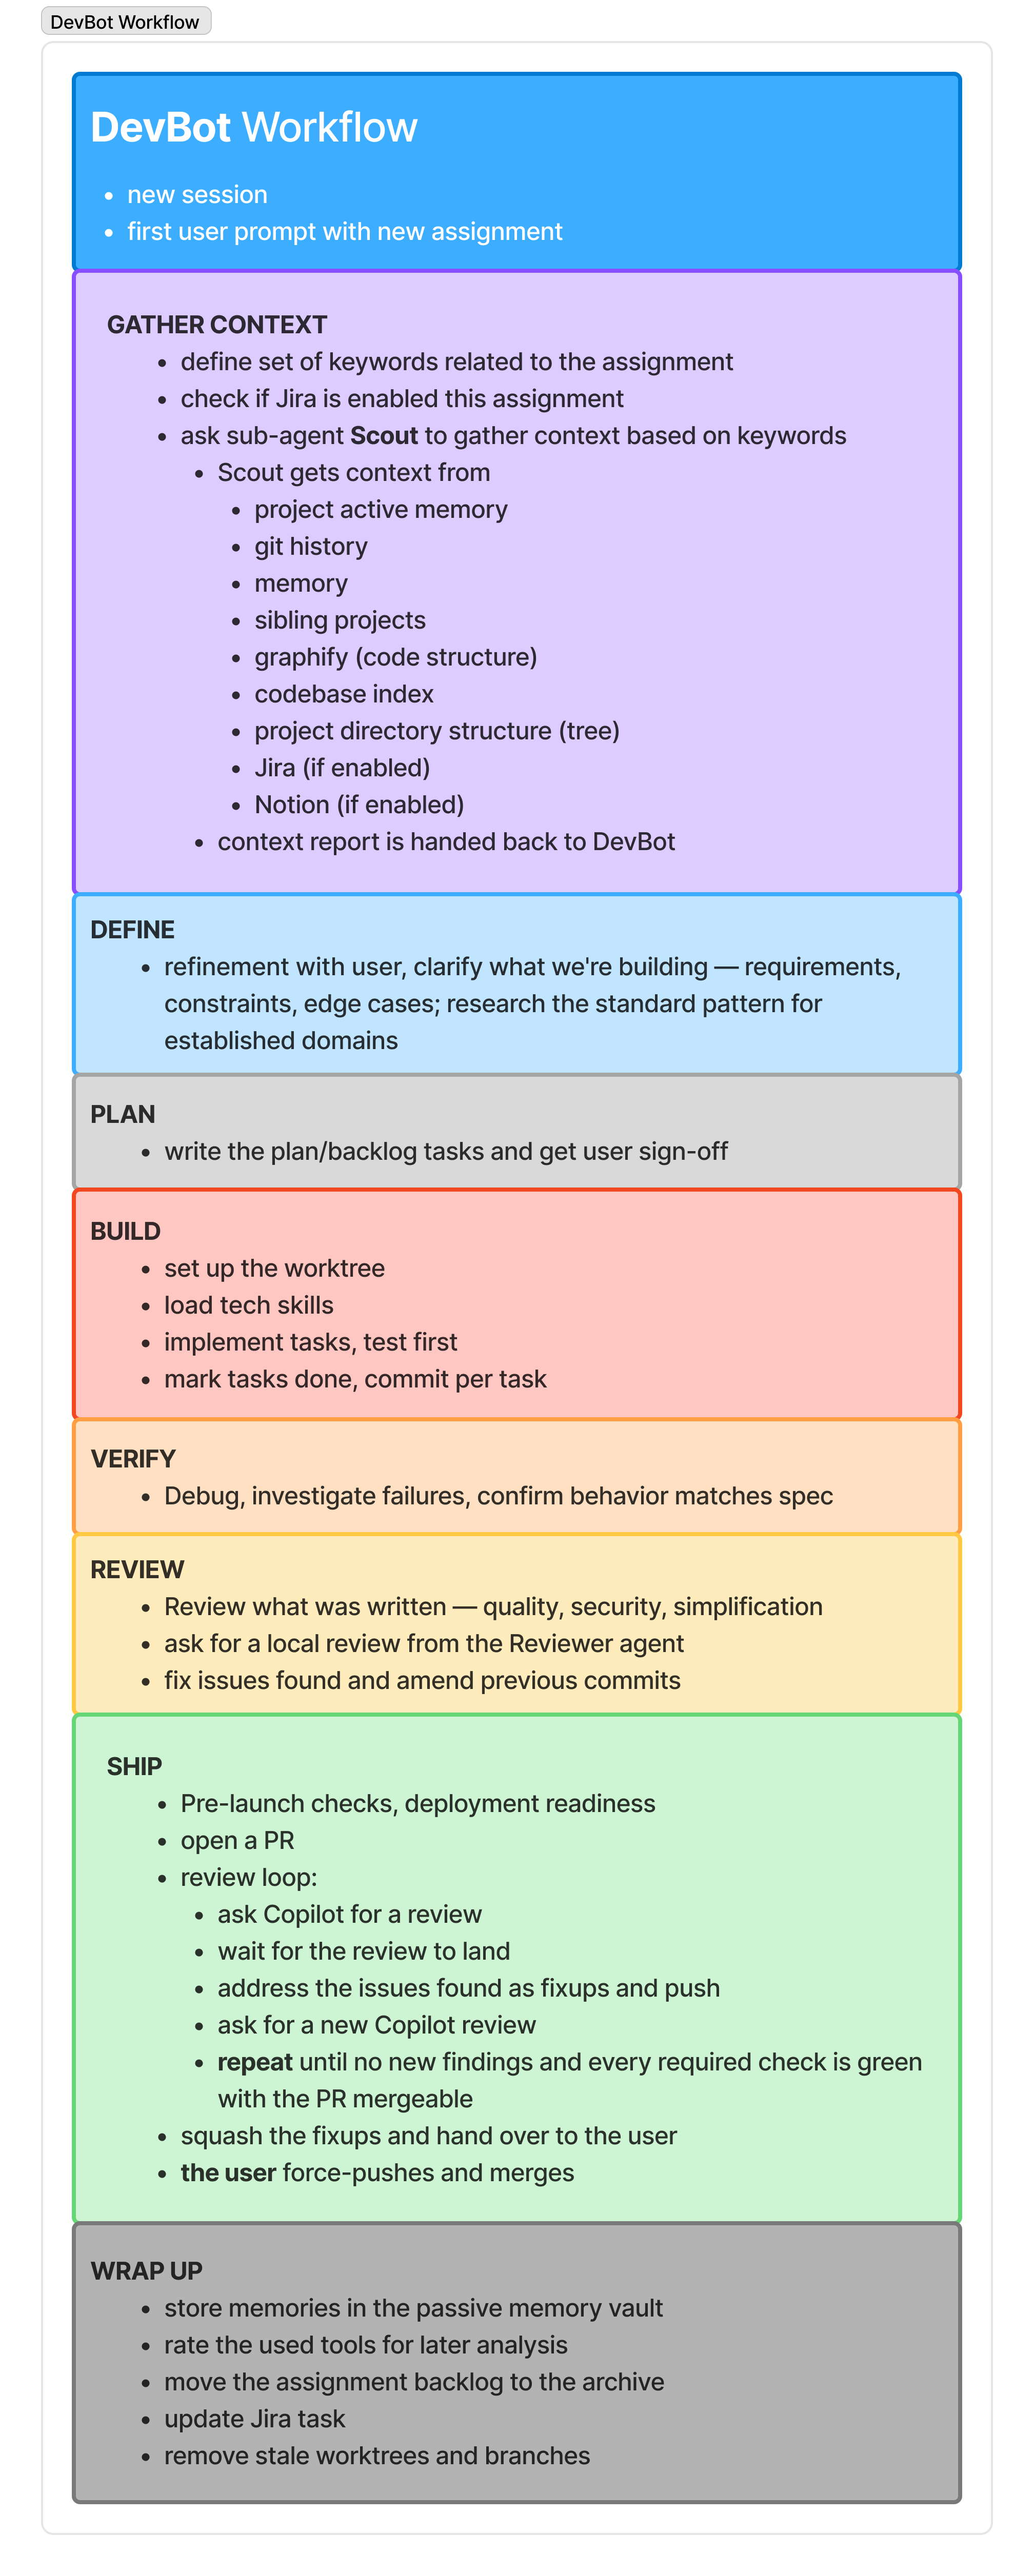 DevBot Workflow
DevBot Workflow
• new session
• first user prompt with new assignment
GATHER CONTEXT
• define set of keywords related to the assignment
• check if Jira is enabled this assignment
• ask sub-agent Scout to gather context based on keywords
• Scout gets context from
• project active memory
• git history
• memory
• sibling projects
• graphify (code structure)
• codebase index
• project directory structure (tree)
• Jira (if enabled)
• Notion (if enabled)
• context report is handed back to DevBot
DEFINE
• refinement with user, clarify what we're building — requirements,
constraints, edge cases; research the standard pattern for
established domains
PLAN
• write the plan/backlog tasks and get user sign-off
BUILD
• set up the worktree
• load tech skills
• implement tasks, test first
• mark tasks done, commit per task
VERIFY
• Debug, investigate failures, confirm behavior matches spec
REVIEW
• Review what was written — quality, security, simplification
• ask for a local review from the Reviewer agent
• fix issues found and amend previous commits
SHIP
• Pre-launch checks, deployment readiness
• open a PR
• review loop:
• ask Copilot for a review
• wait for the review to land
• address the issues found as fixups and push
• ask for a new Copilot review
• repeat until no new findings and every required check is green
with the PR mergeable
• squash the fixups and hand over to the user
• the user force-pushes and merges
WRAP UP
• store memories in the passive memory vault
• rate the used tools for later analysis
• move the assignment backlog to the archive
• update Jira task
• remove stale worktrees and branches